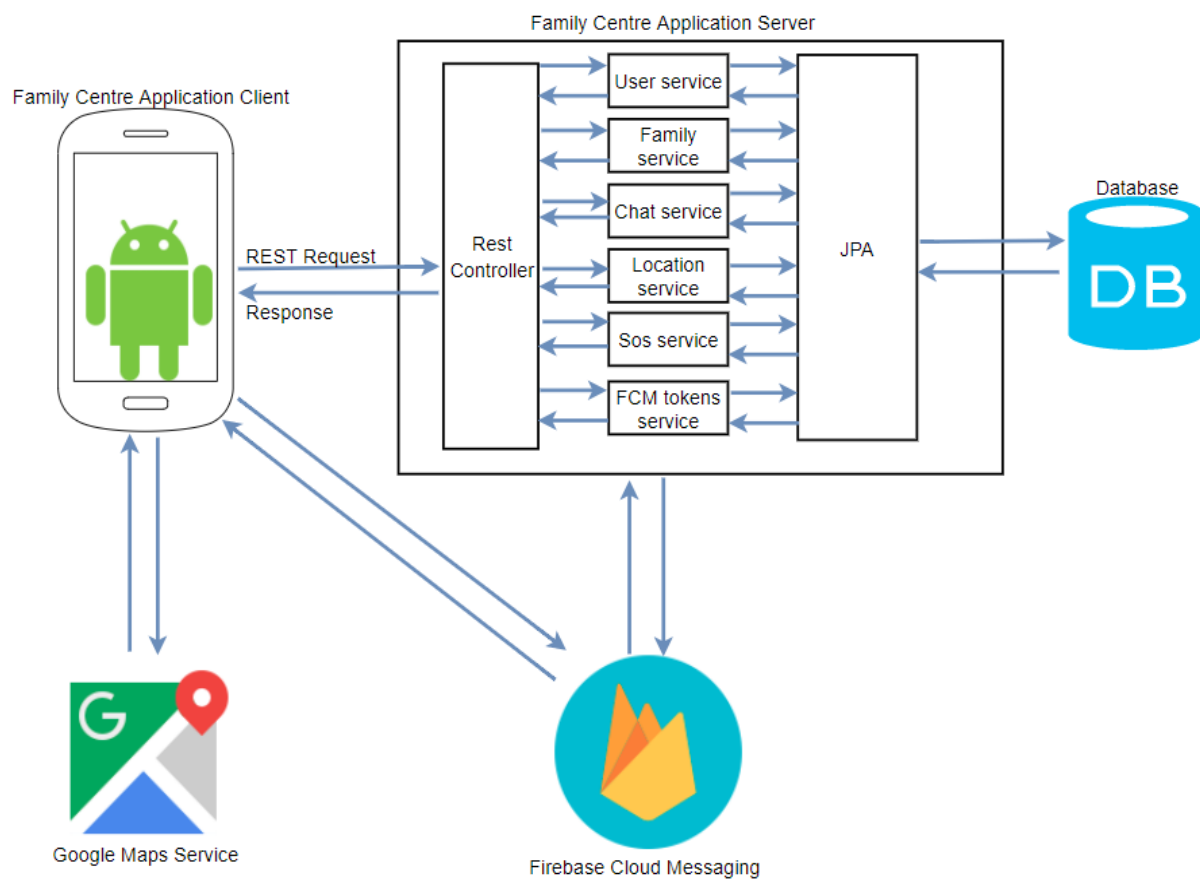 Family Centre Application Server
Family Centre Application Client
User service
Family
service
Chat service
Database
REST Request
Rest
Controller
Location
service
JPA
DB
Response
Sos service
FCM tokens
service
G
Google Maps Service
Firebase Cloud Messaging